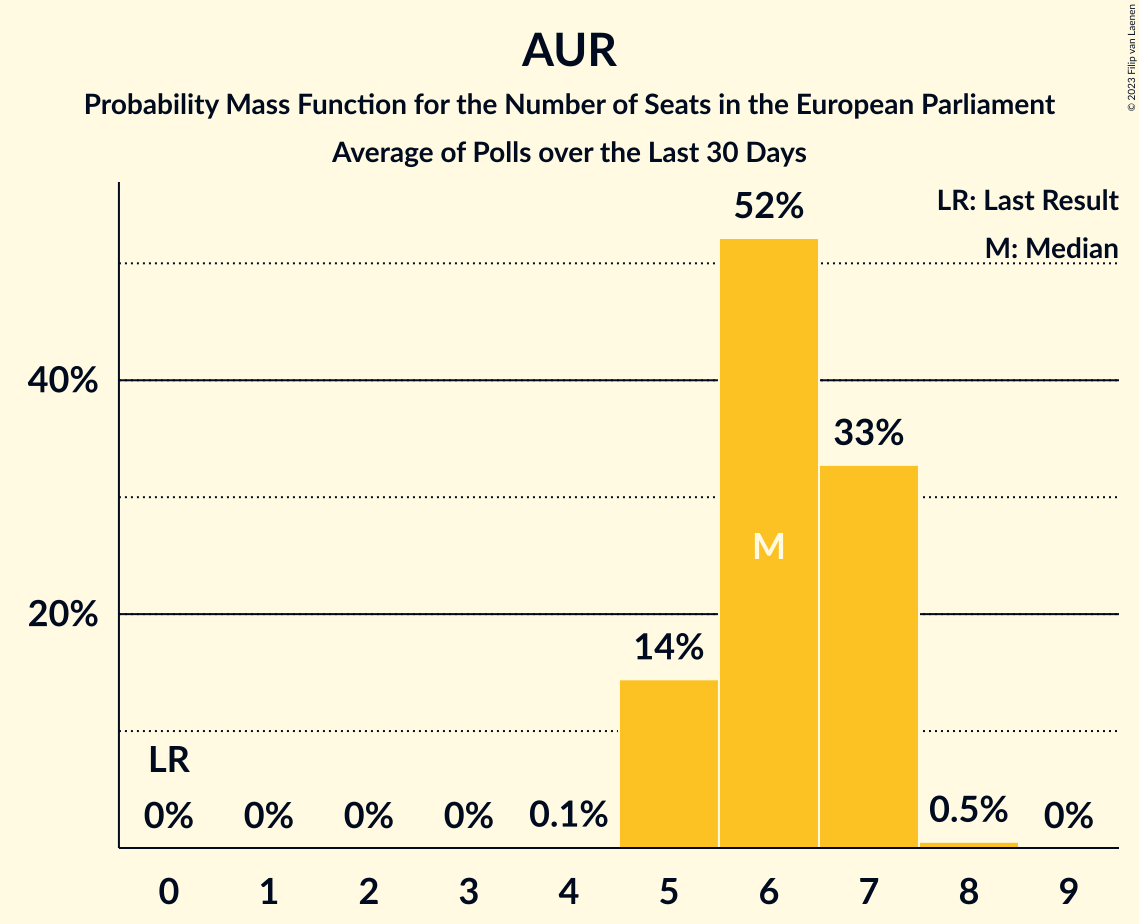 AUR
Probability Mass Function for the Number of Seats in the European Parliament
Average of Polls over the Last 30 Days
© 2023 Filip van Laenen
LR: Last Result
M: Median
52%
40%
33%
M
20%
14%
LR
0% 0% 0% 0% 0.1% 0.5% 0%
0 1 2 3 4 5 6 7 8 9